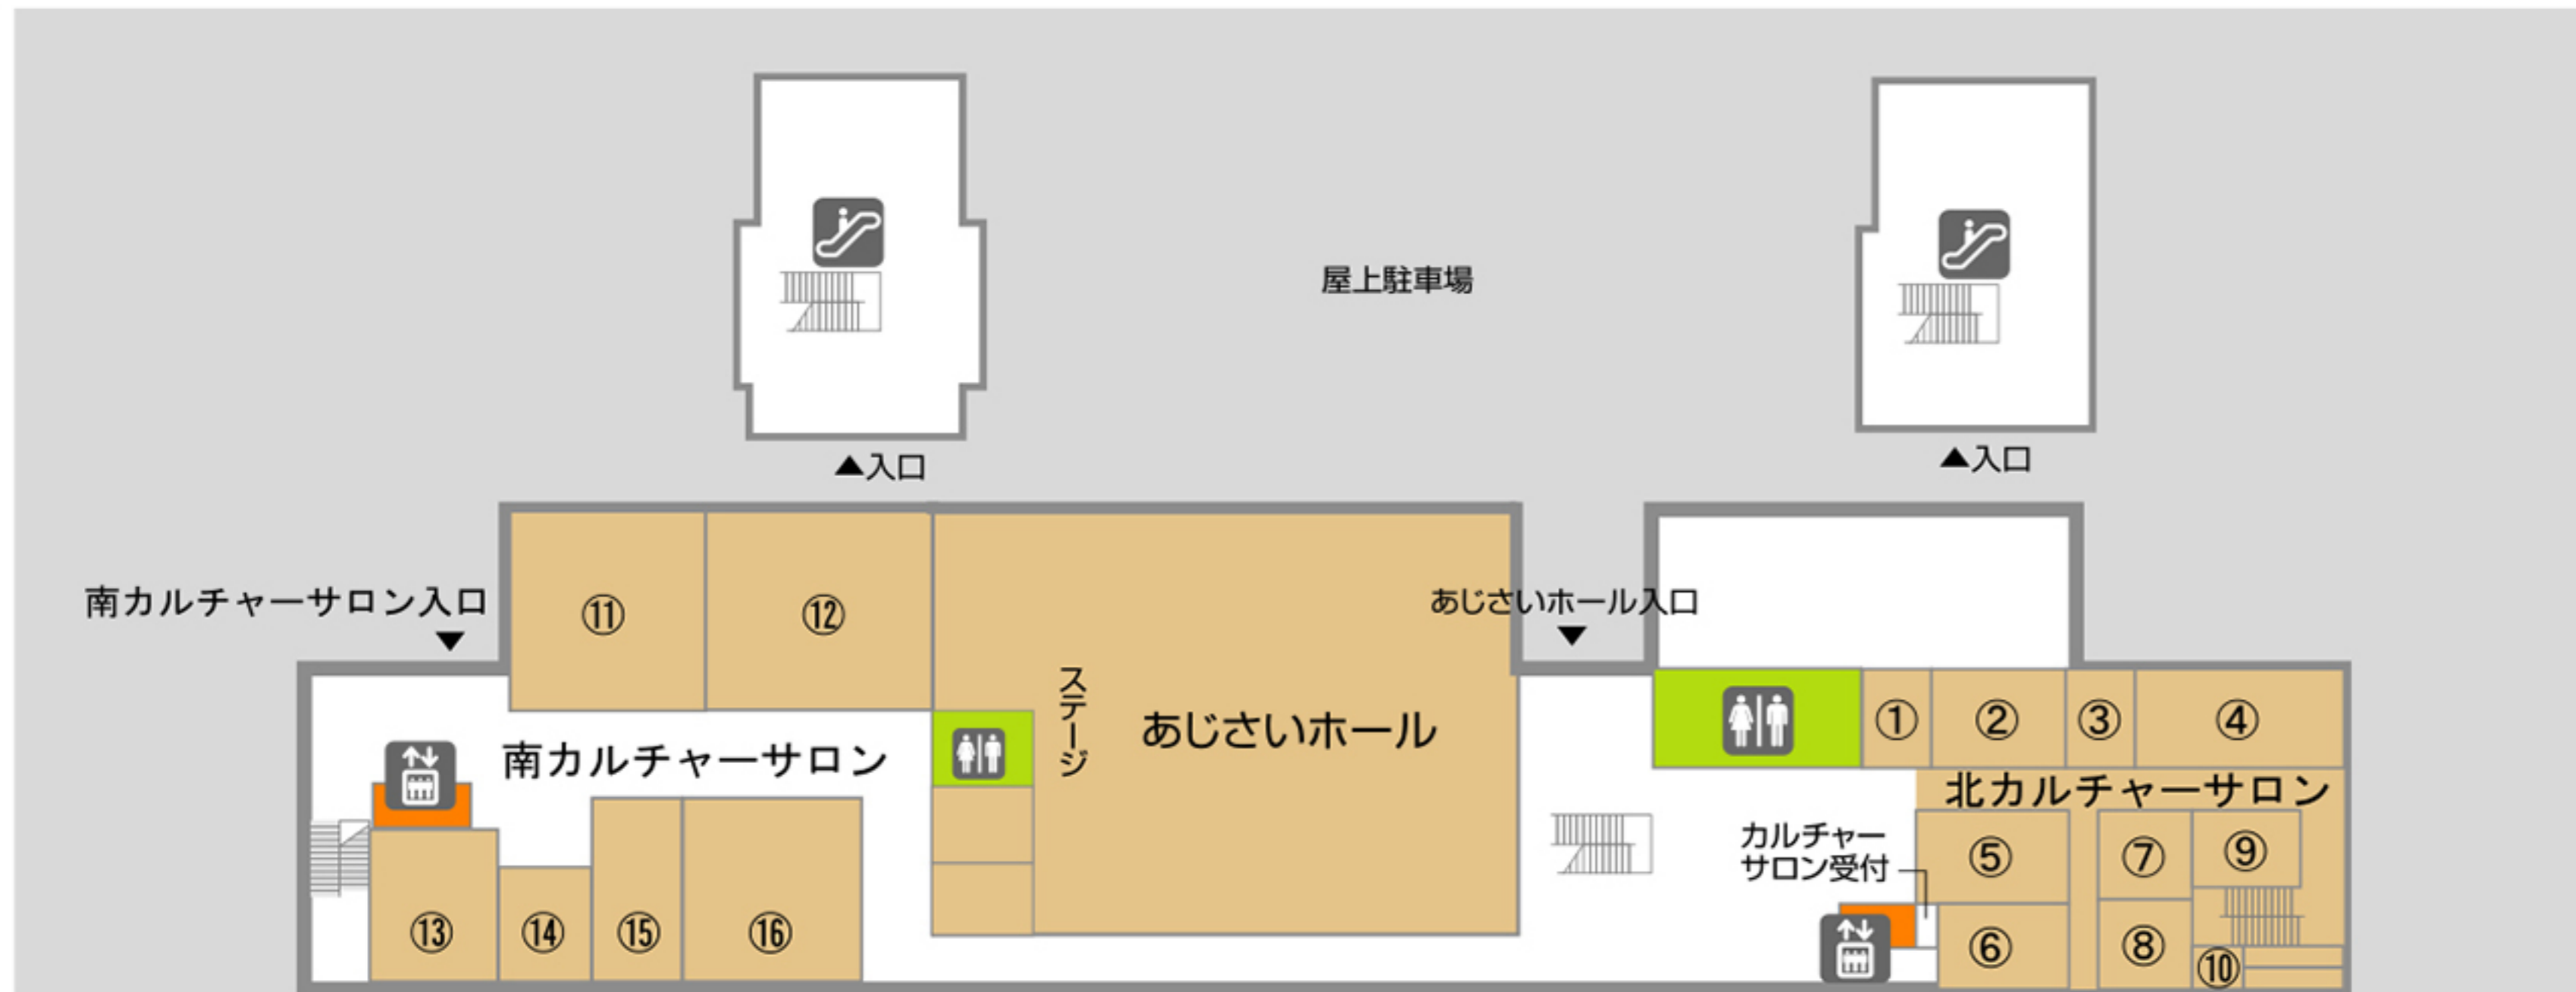 屋上駐車場
▲入口
▲入口
南カルチャーサロン入口
▼
あじさいホール入口
▼
⑪
⑫
ステージ
あじさいホール
南カルチャーサロン
①
②
③
④
北カルチャーサロン
カルチャー
サロン受付
⑤
⑦
⑨
⑬
⑭
⑮
⑯
⑥
⑧
⑩